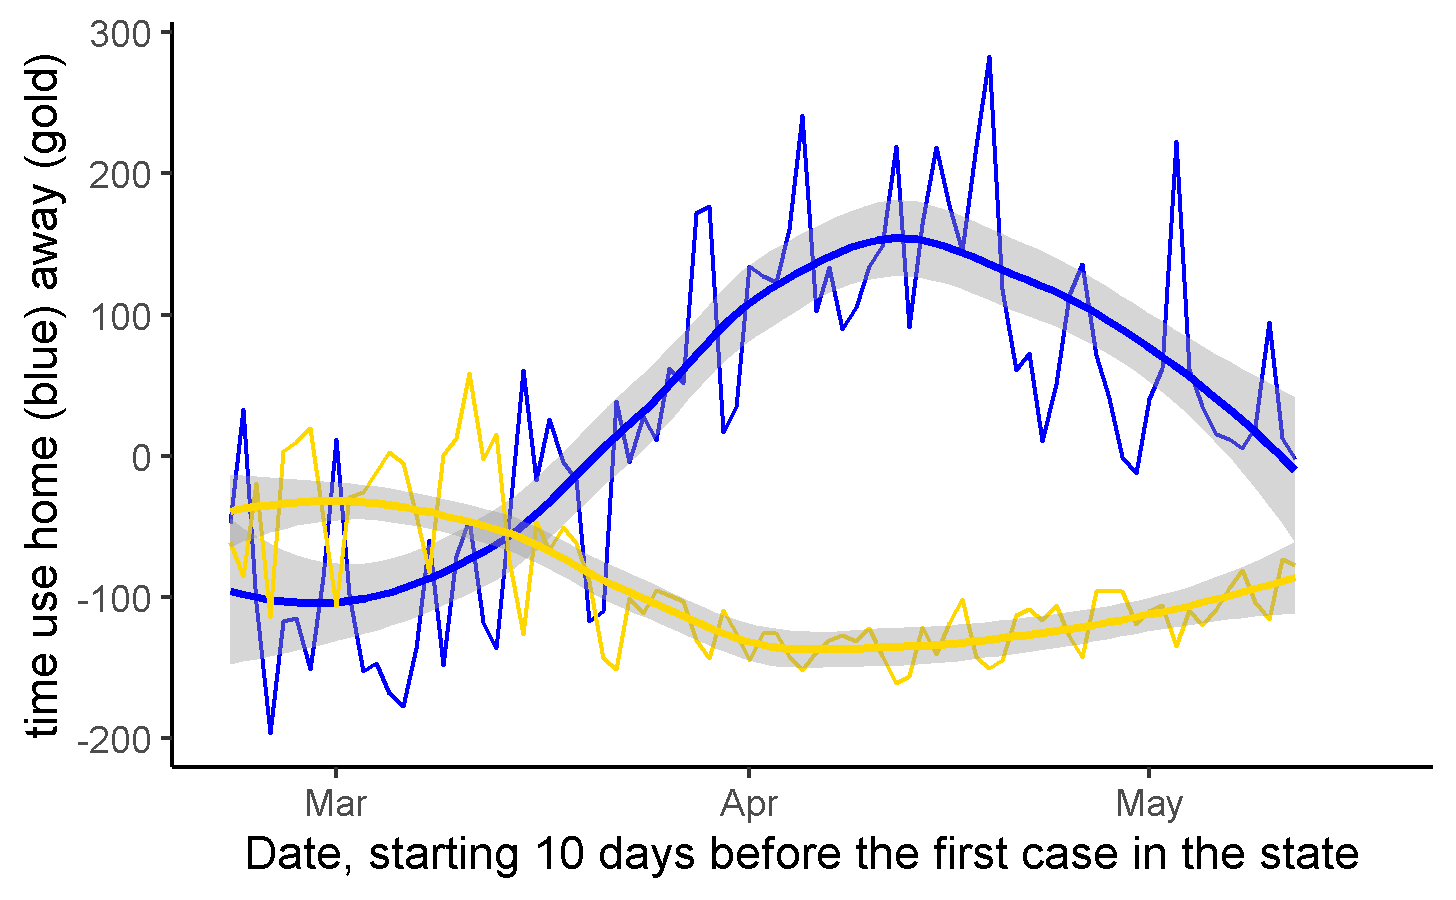 time use home (blue) away (gold)
300
200
100
0
-100
-200
Mar
Apr
May
Date, starting 10 days before the first case in the state